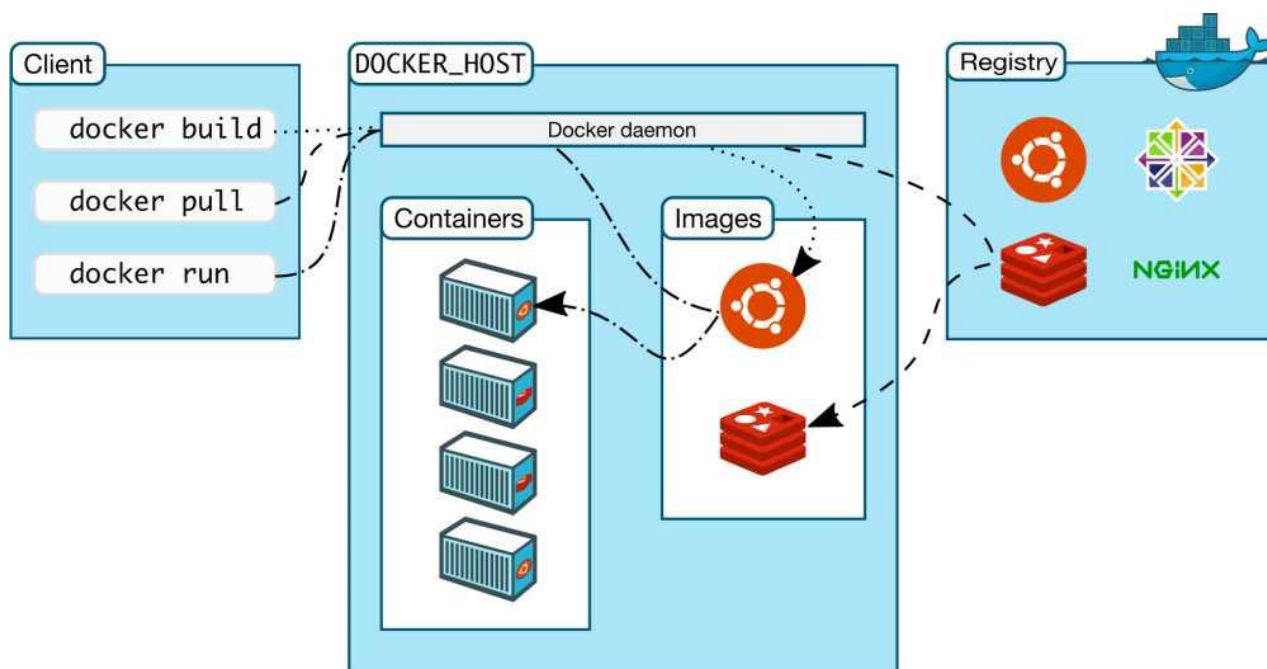 Client
docker build
docker pull
docker run
DOCKER_HOST
Docker daemon
Containers
Images
Registry
NGINX